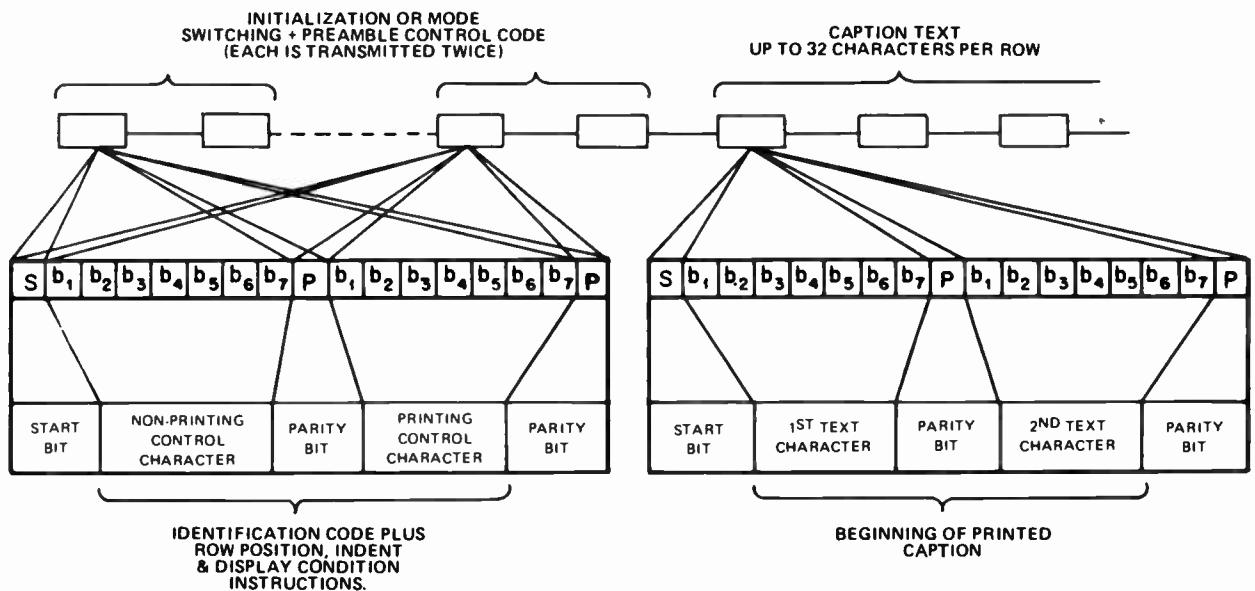 INITIALIZATION OR MODE
SWITCHING + PREAMBLE CONTROL CODE
(EACH IS TRANSMITTED TWICE)
CAPTION TEXT
UP TO 32 CHARACTERS PER ROW
S b1 b2 b3 b4 b5 b6 b7 P b1 b2 b3 b4 b5 b6 b7 P
S b1 b.2 b3 b4 b5 b6 b7 P b1 b2 b3 b4 b5 b6 b7 P
START
BIT
NON-PRINTING
CONTROL
CHARACTER
PARITY
BIT
PRINTING
CONTROL
CHARACTER
PARITY
BIT
START
BIT
1ST TEXT
CHARACTER
PARITY
BIT
2ND TEXT
CHARACTER
PARITY
BIT
IDENTIFICATION CODE PLUS
ROW POSITION, INDENT
& DISPLAY CONDITION
INSTRUCTIONS.
BEGINNING OF PRINTED
CAPTION